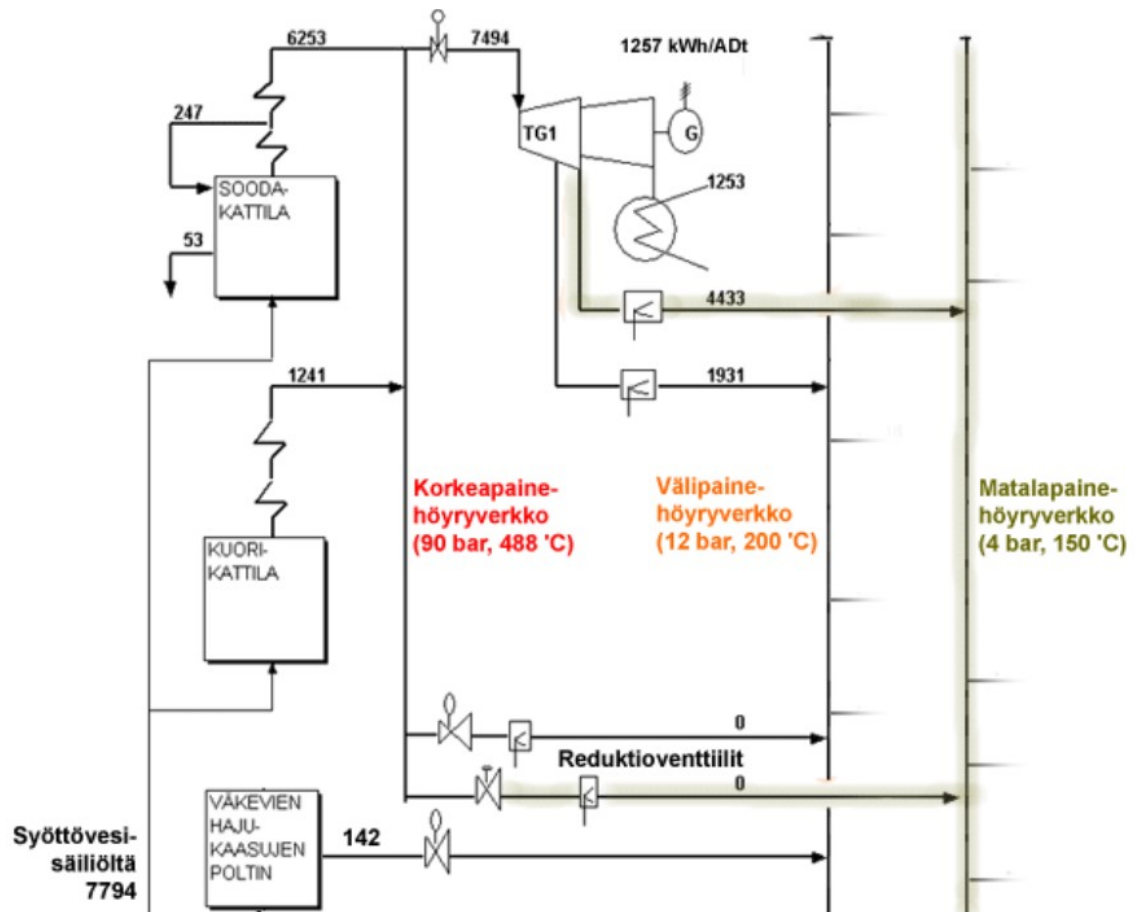 6253
7494
1257 kWh/ADt
247
TG1
G
SOODA-
KATTILA
1253
53
4433
1241
1931
Korkeapaine-
höyryverkko
(90 bar, 488 'C)
Välipaine-
höyryverkko
(12 bar, 200 'C)
Matalapaine-
höyryverkko
(4 bar, 150 'C)
KUORI-
KATTILA
0
Reduktioventtiilit
0
VÄKEVIEN
HAJU-
KAASUJEN
POLTIN
142
Syöttövesi-
säiliöltä
7794